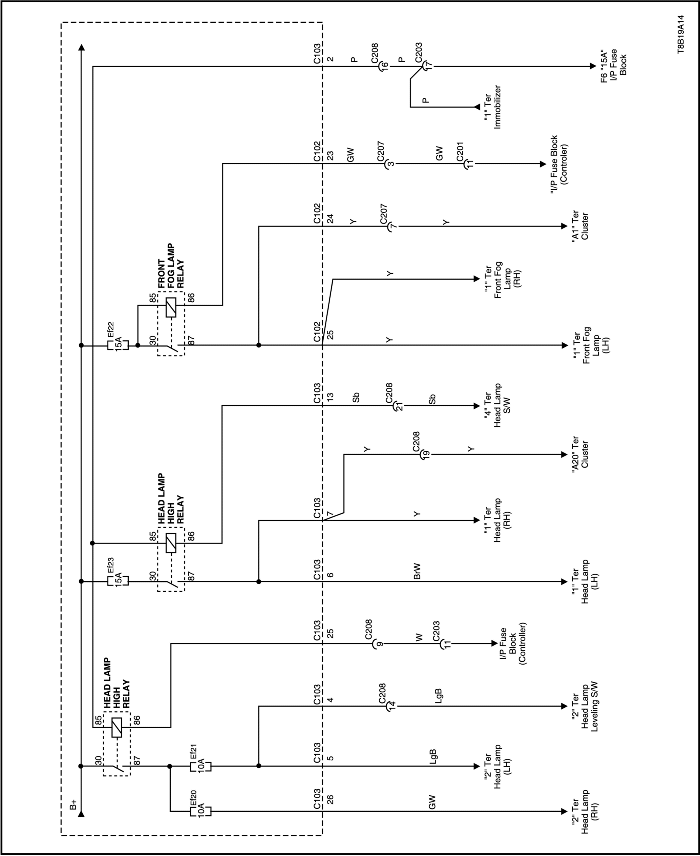 B+
HEAD LAMP
HIGH
RELAY
30
85
87
86
Ef23
15A
Ef22
15A
HEAD LAMP
HIGH
RELAY
30
85
87
86
FRONT
FOG LAMP
RELAY
30
85
87
86
Ef20
10A
Ef21
10A
C103
26
C103
5
C103
4
C103
25
C103
6
C103
7
C103
13
C102
25
C102
24
C102
23
C103
2
GW
LgB
C208
14
LgB
C208
9
W
C203
11
BrW
Y
Y
C208
19
Y
Sb
C208
21
Sb
Y
Y
Y
C207
7
Y
GW
C207
3
GW
C201
11
P
C208
16
P
C203
17
P
"2" Ter
Head Lamp
(RH)
"2" Ter
Head Lamp
(LH)
"2" Ter
Head Lamp
Leveling S/W
I/P Fuse
Block
(Controller)
"1" Ter
Head Lamp
(LH)
"1" Ter
Head Lamp
(RH)
"A20" Ter
Cluster
"4" Ter
Head Lamp
S/W
"1" Ter
Front Fog
Lamp
(LH)
"1" Ter
Front Fog
Lamp
(RH)
"A1" Ter
Cluster
"I/P Fuse Block
(Controler)
"1" Ter
Immobilizer
F6 "15A"
I/P Fuse
Block
T8B19A14